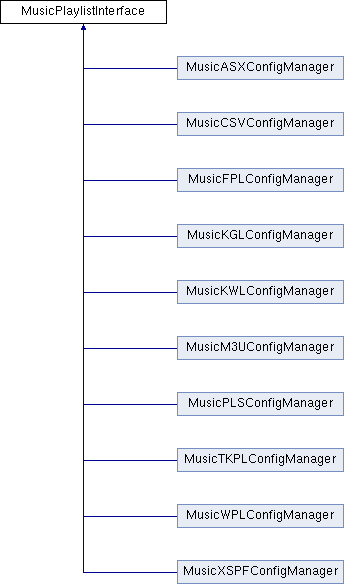 MusicPlaylistInterface
MusicASXConfigManager
MusicCSVConfigManager
MusicFPLConfigManager
MusicKGLConfigManager
MusicKWLConfigManager
MusicM3UConfigManager
MusicPLSConfigManager
MusicTKPLConfigManager
MusicWPLConfigManager
MusicXSPFConfigManager